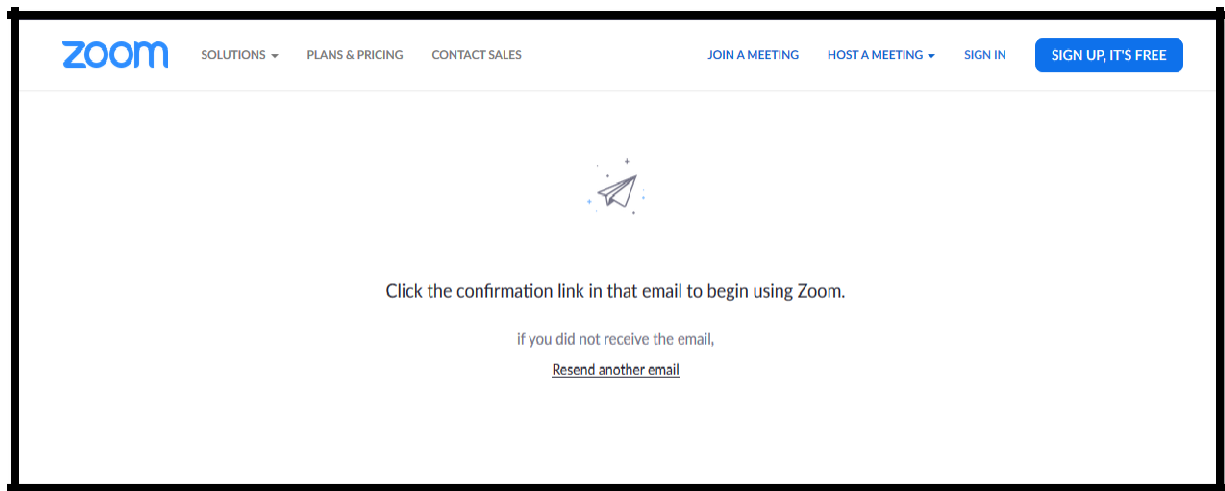 zoom SOLUTIONS PLANS & PRICING CONTACT SALES JOIN A MEETING HOST A MEETING SIGN IN SIGN UP, IT'S FREE
Click the confirmation link in that email to begin using Zoom.
if you did not receive the email,
Resend another email